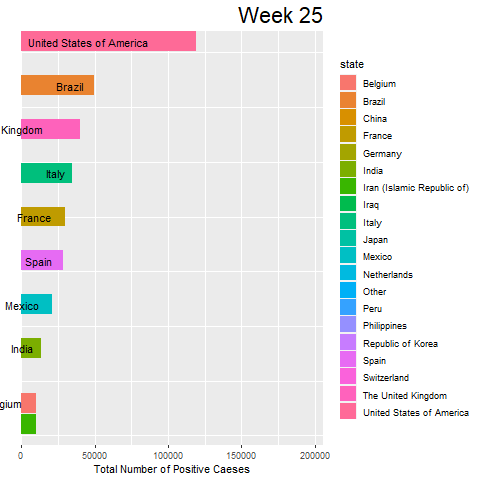 Week 25
United States of America
Brazil
Kingdom
Italy
France
Spain
Mexico
India
gium
0 50000 100000 150000 200000
Total Number of Positive Caeses
state
Belgium
Brazil
China
France
Germany
India
Iran (Islamic Republic of)
Iraq
Italy
Japan
Mexico
Netherlands
Other
Peru
Philippines
Republic of Korea
Spain
Switzerland
The United Kingdom
United States of America